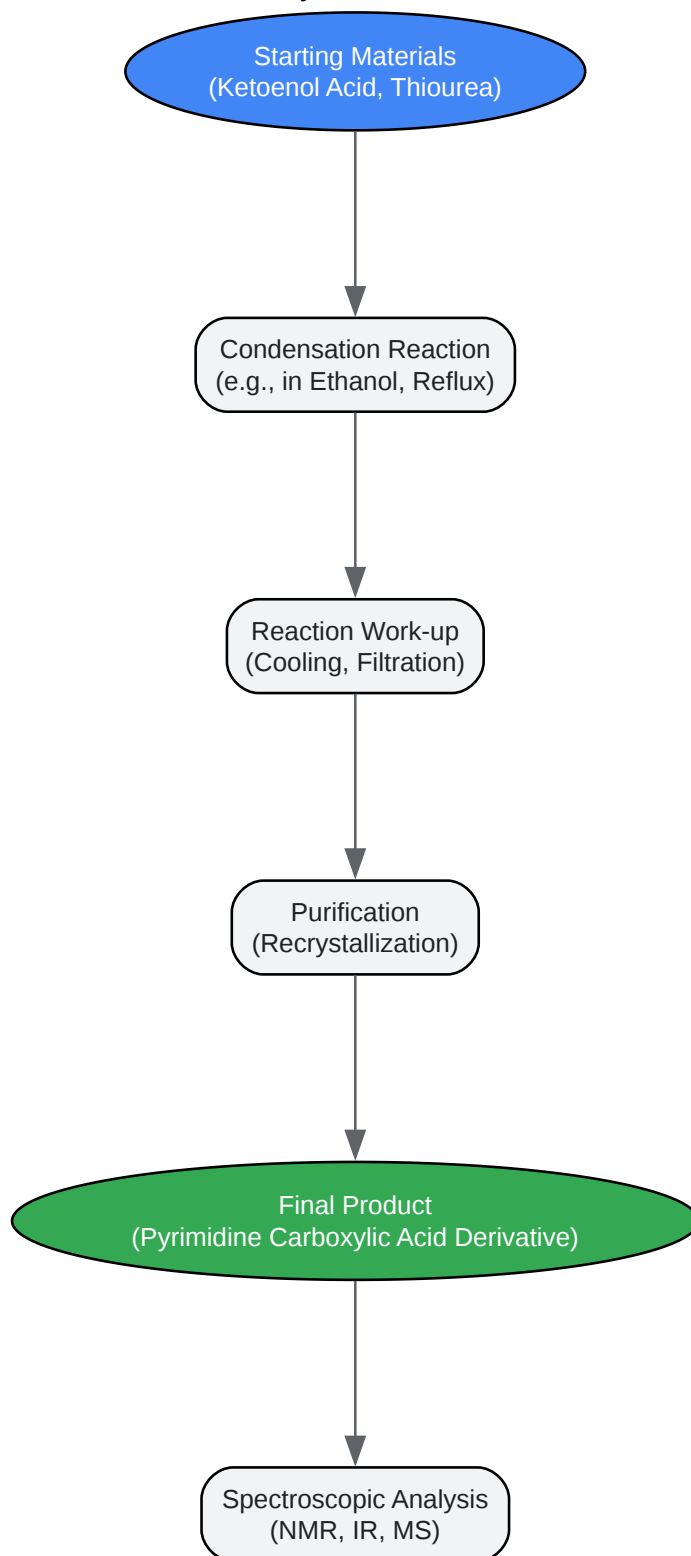 Starting Materials
(Ketoenol Acid, Thiourea)
Condensation Reaction
(e.g., in Ethanol, Reflux)
Reaction Work-up
(Cooling, Filtration)
Purification
(Recrystallization)
Final Product
(Pyrimidine Carboxylic Acid Derivative)
Spectroscopic Analysis
(NMR, IR, MS)